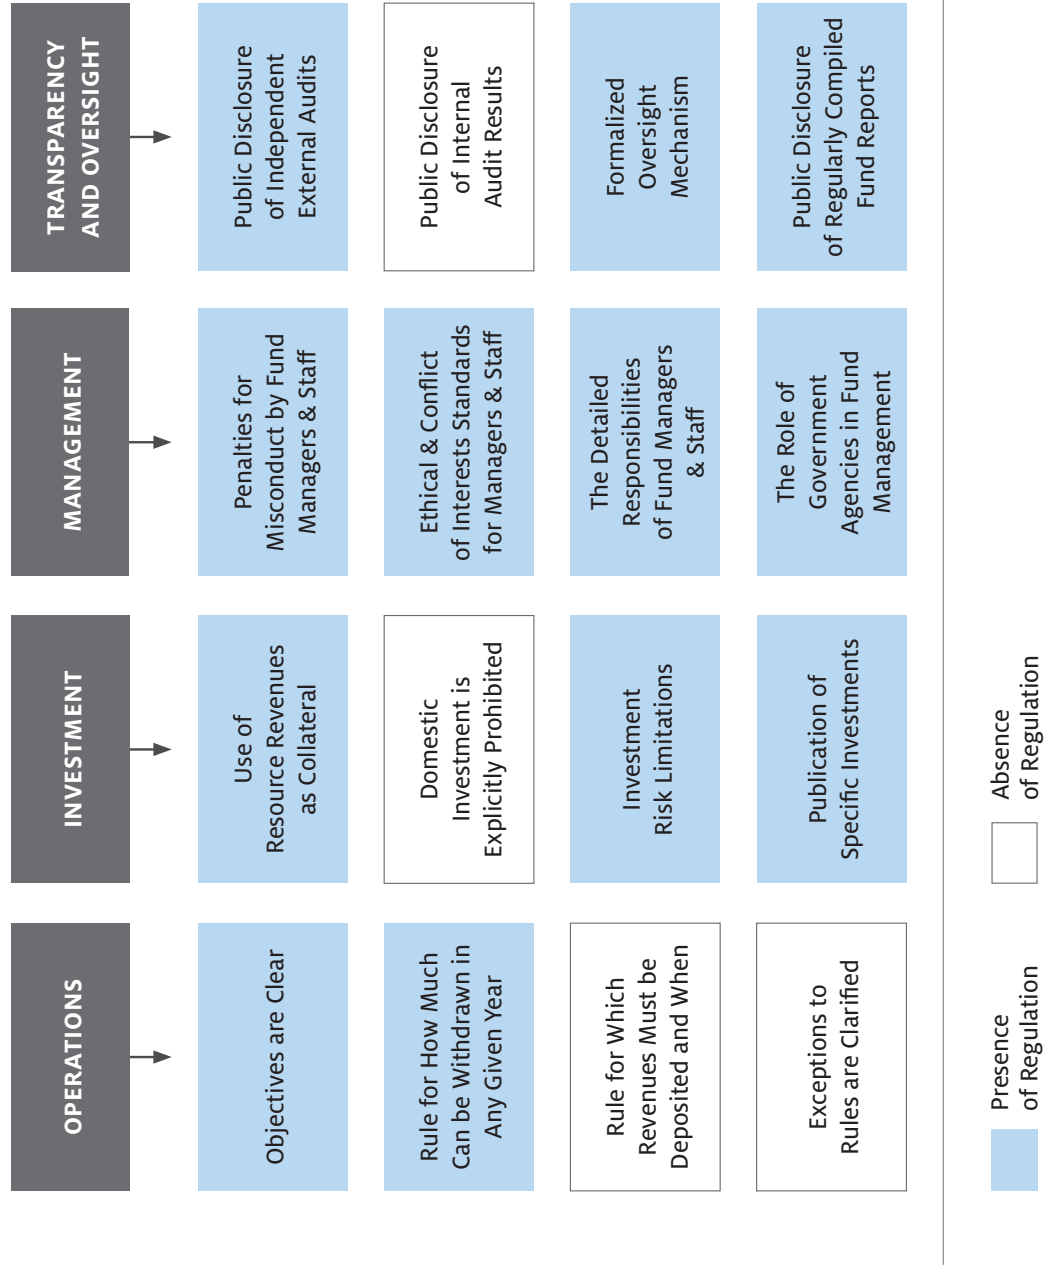 OPERATIONS
Objectives are Clear
Rule for How Much
Can be Withdrawn in
Any Given Year
Rule for Which
Revenues Must be
Deposited and When
Exceptions to
Rules are Clarified
INVESTMENT
Use of
Resource Revenues
as Collateral
Domestic
Investment is
Explicitly Prohibited
Investment
Risk Limitations
Publication of
Specific Investments
MANAGEMENT
Penalties for
Misconduct by Fund
Managers & Staff
Ethical & Conflict
of Interests Standards
for Managers & Staff
The Detailed
Responsibilities
of Fund Managers
& Staff
The Role of
Government
Agencies in Fund
Management
TRANSPARENCY
AND OVERSIGHT
Public Disclosure
of Independent
External Audits
Public Disclosure
of Internal
Audit Results
Formalized
Oversight
Mechanism
Public Disclosure
of Regularly Compiled
Fund Reports
Presence
of Regulation
Absence
of Regulation